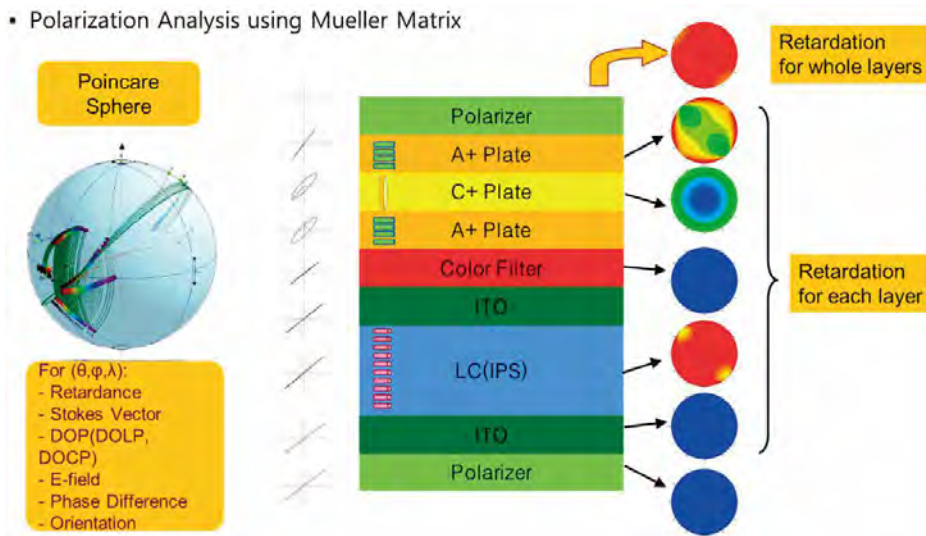 • Polarization Analysis using Mueller Matrix
Poincare
Sphere
For (θ,φ,λ):
- Retardance
- Stokes Vector
- DOP(DOLP,
DOCP)
- E-field
- Phase Difference
- Orientation
Polarizer
A+ Plate
C+ Plate
A+ Plate
Color Filter
ITO
LC(IPS)
ITO
Polarizer
Retardation
for whole layers
Retardation
for each layer